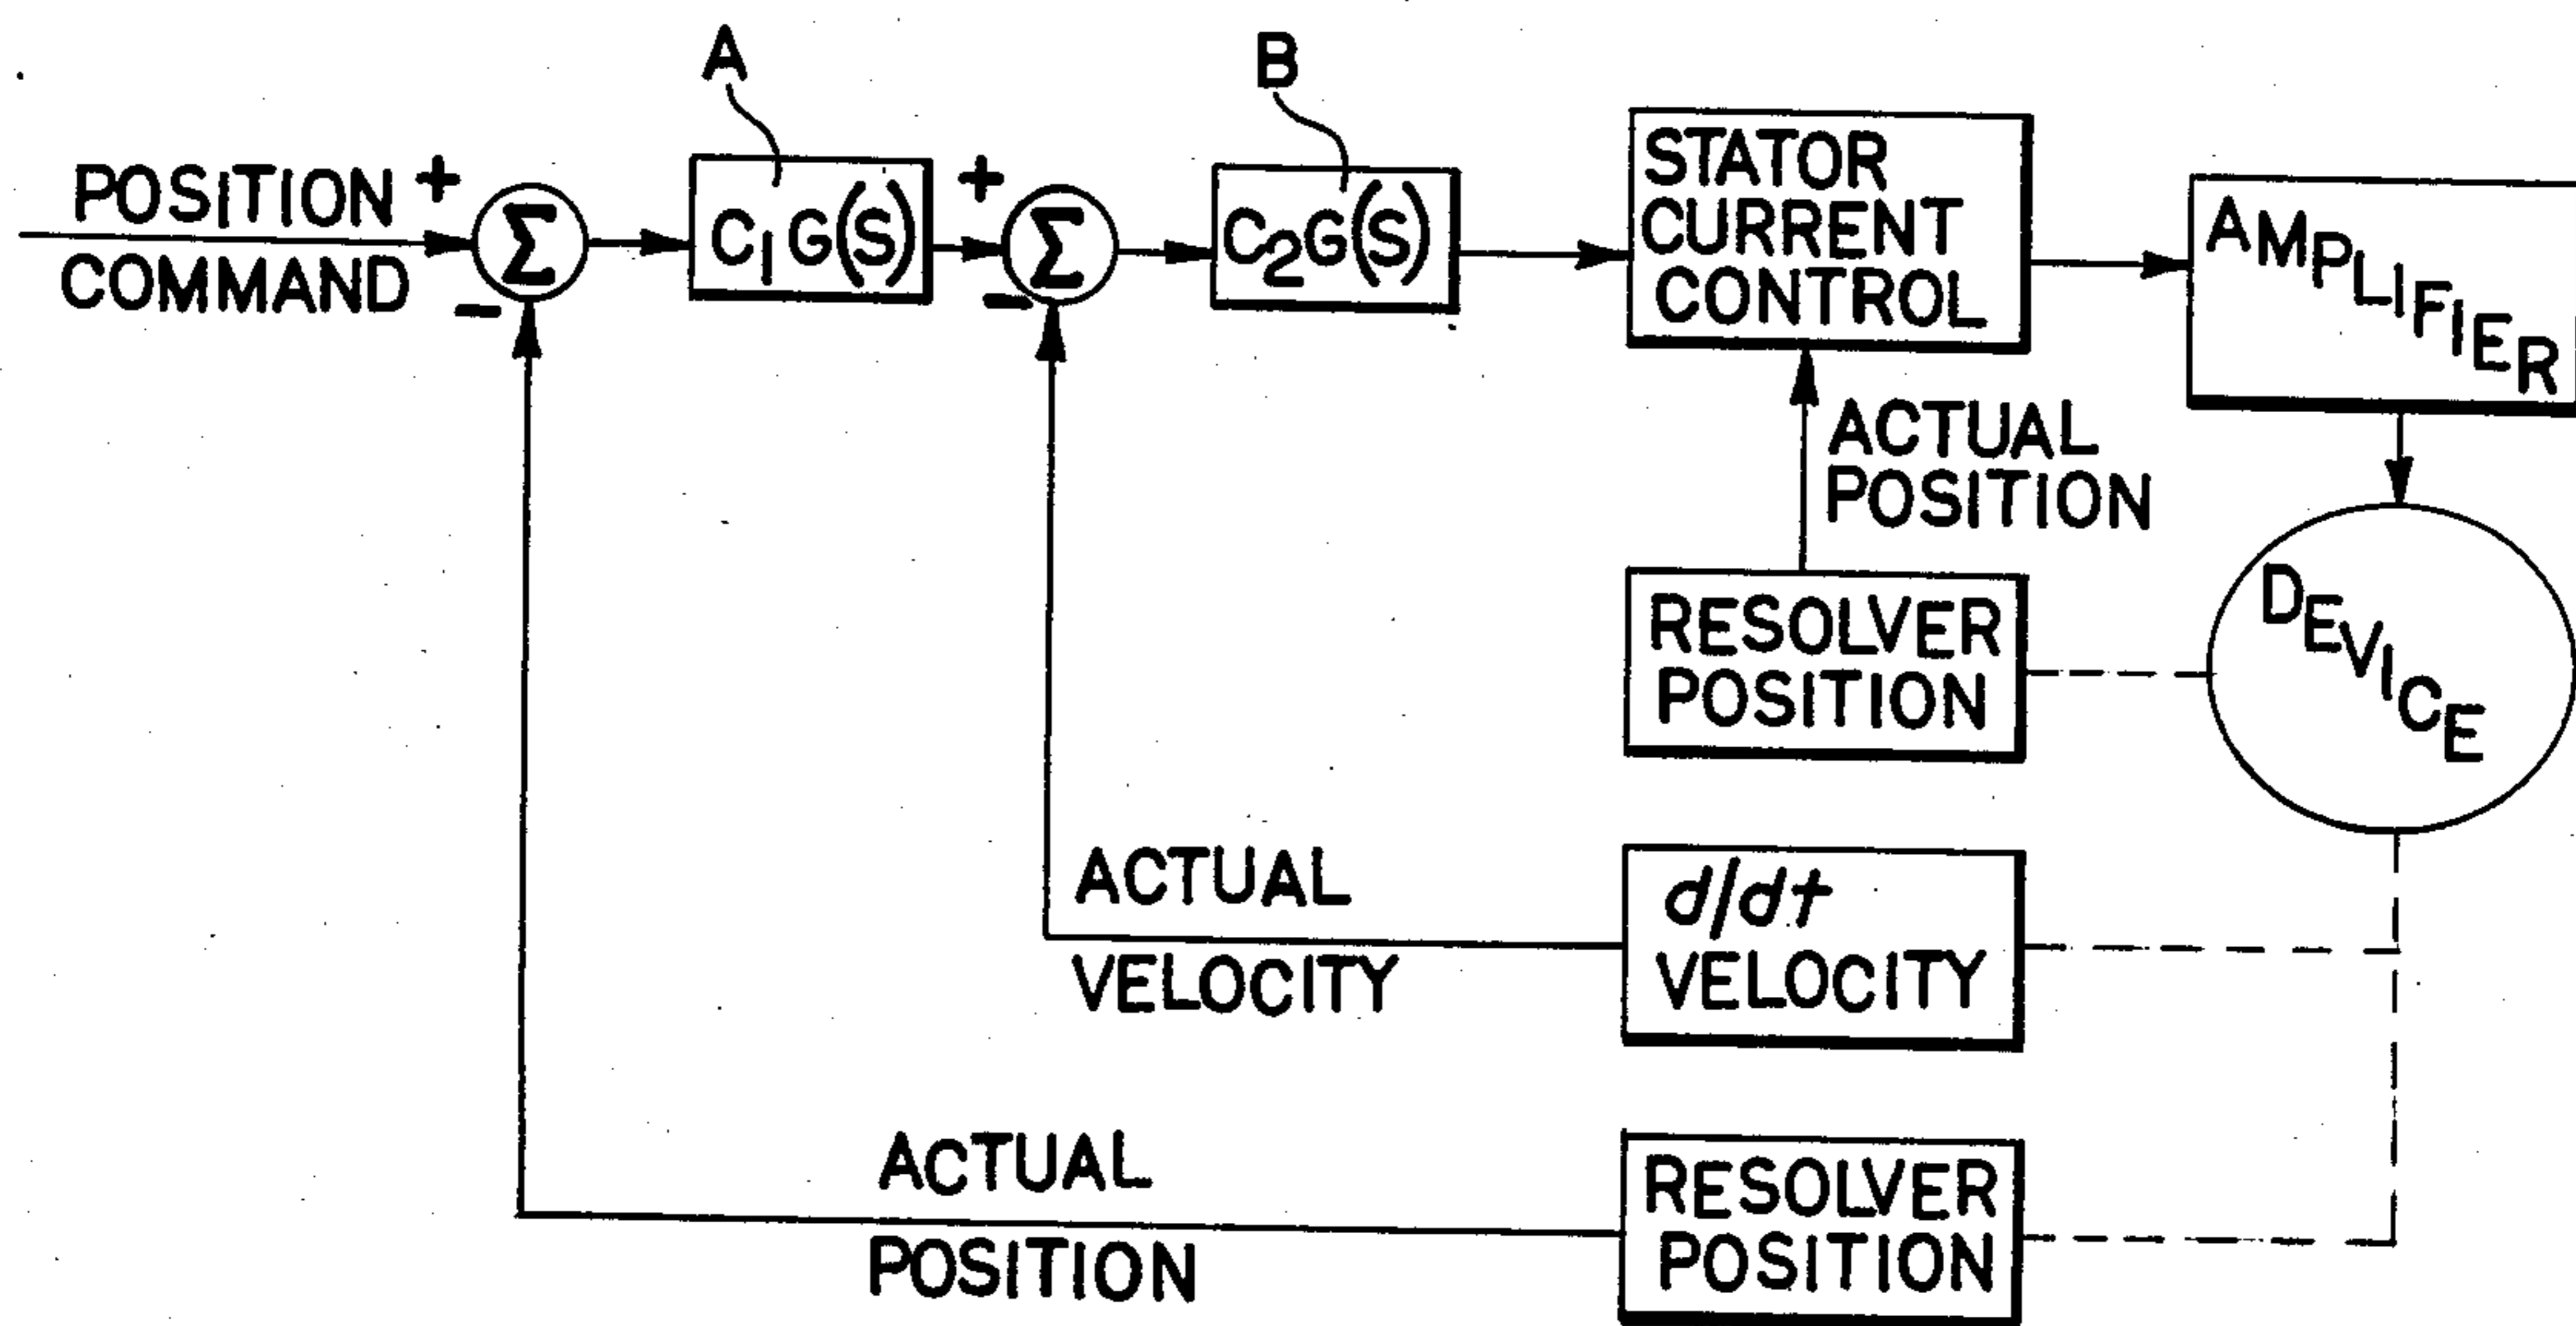 A
B
POSITION
COMMAND
+
-
Σ
C1G(S)
+
-
Σ
C2G(S)
STATOR
CURRENT
CONTROL
AMPLIFIER
ACTUAL
POSITION
RESOLVER
POSITION
DEVICE
ACTUAL
VELOCITY
d/dt
VELOCITY
ACTUAL
POSITION
RESOLVER
POSITION